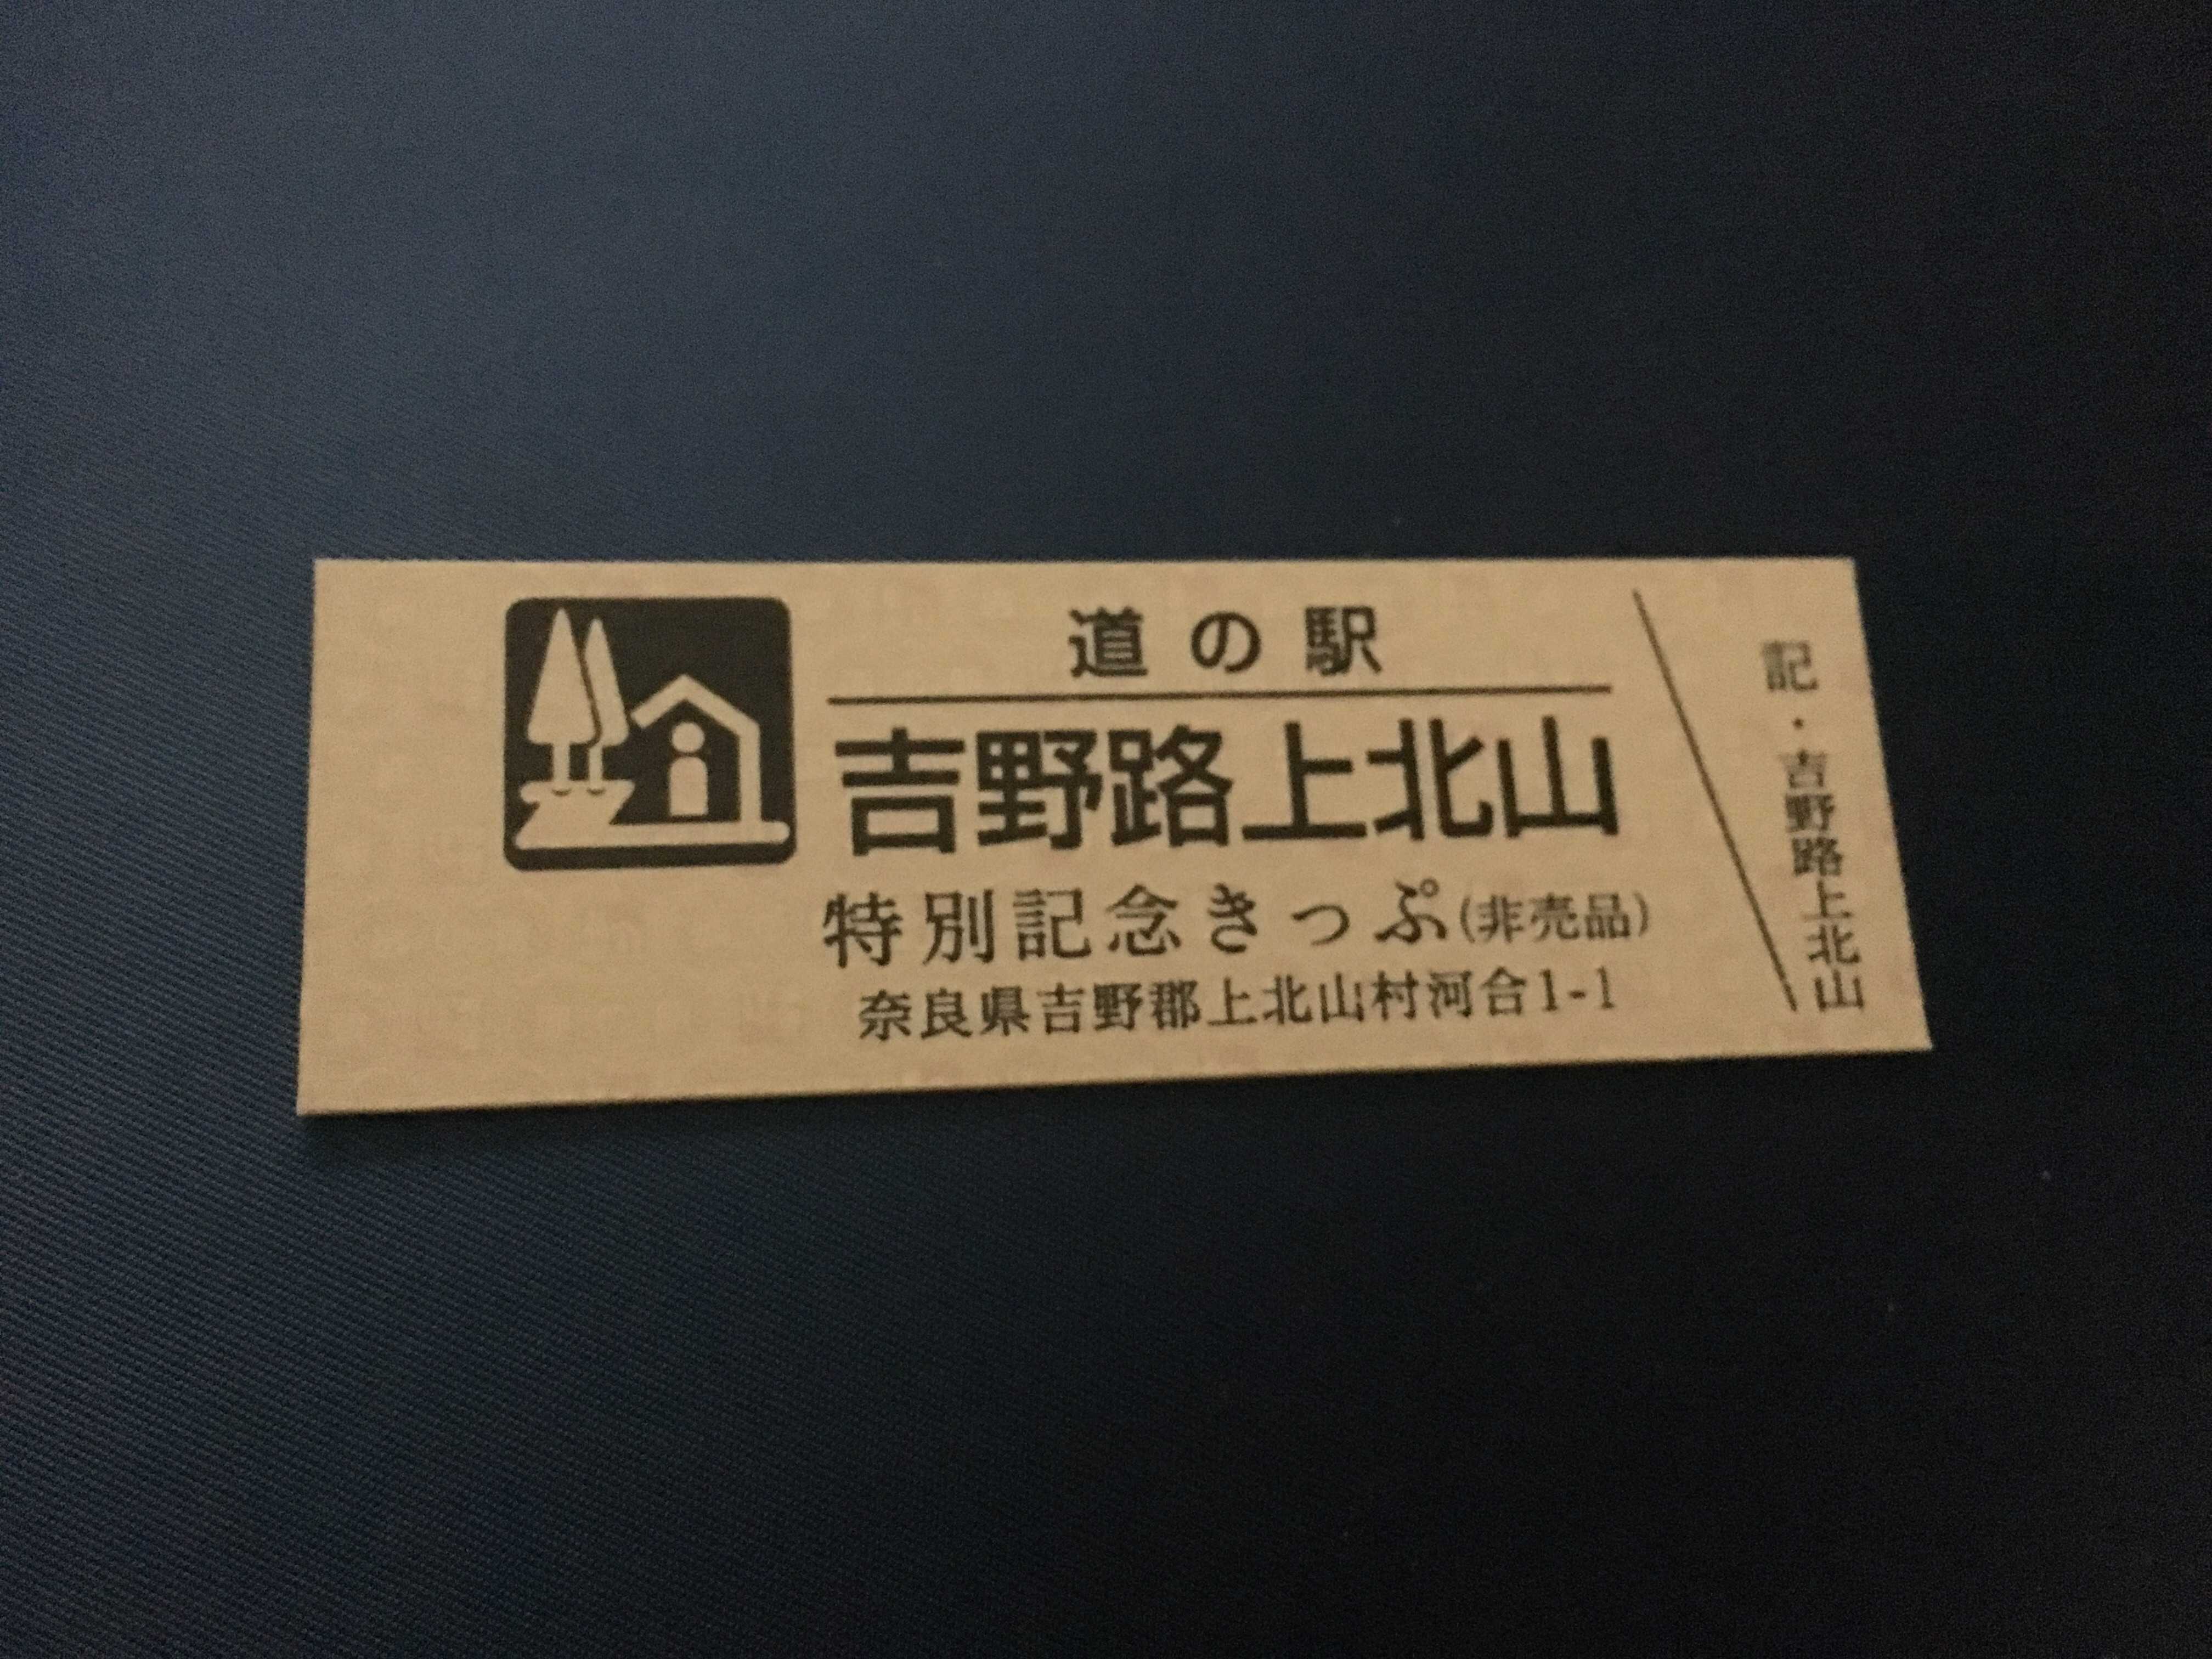 道の駅
吉野路上北山
特別記念きっぷ(非売品)
奈良県吉野郡上北山村河合1-1
記・吉野路上北山